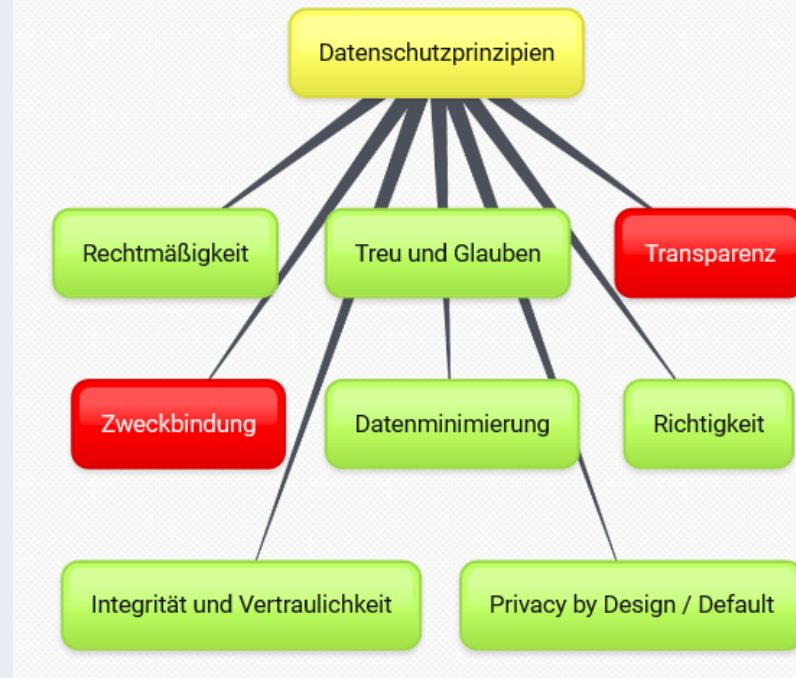 Datenschutzprinzipien
Rechtmäßigkeit
Treu und Glauben
Transparenz
Zweckbindung
Datenminimierung
Richtigkeit
Integrität und Vertraulichkeit
Privacy by Design / Default